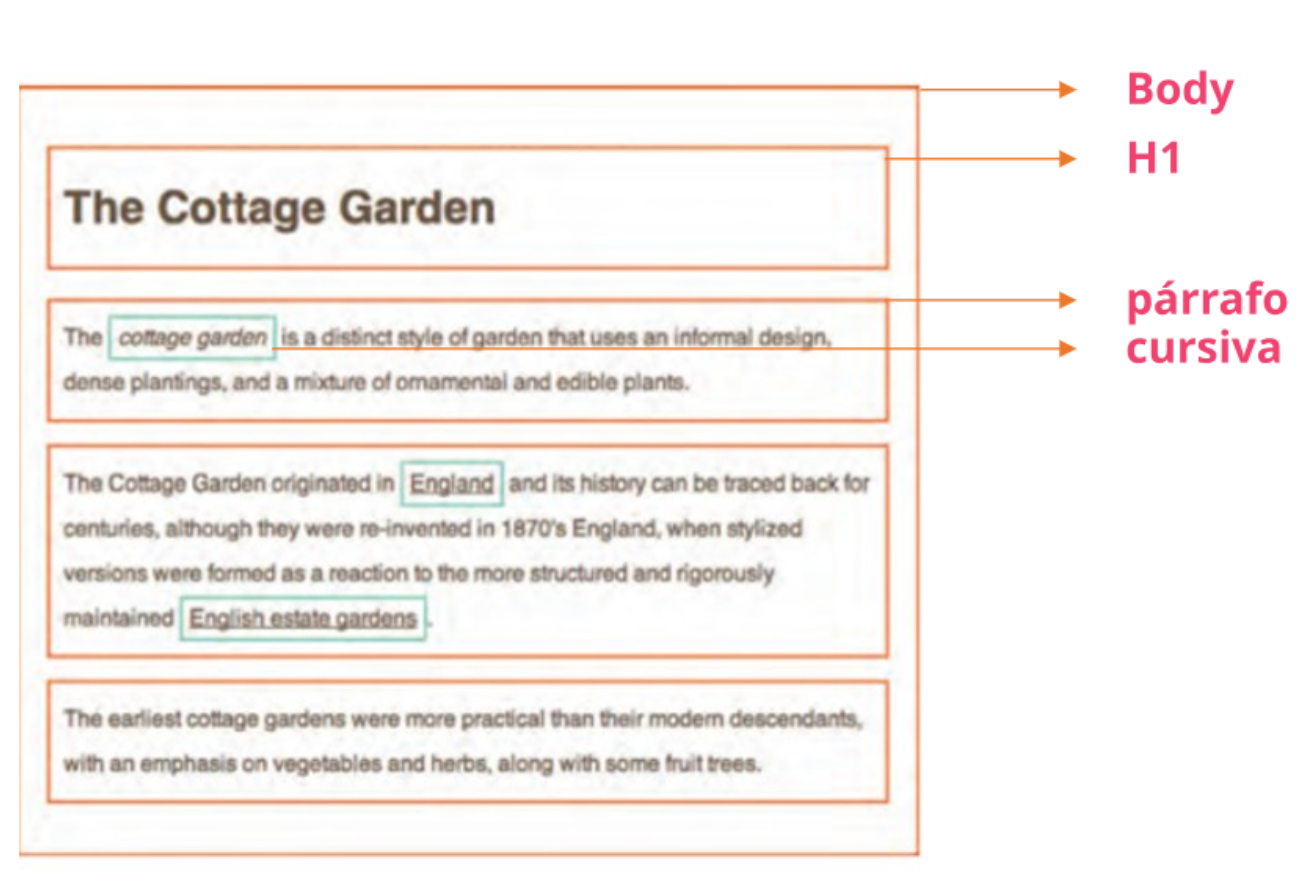 Body
H1
The Cottage Garden
párrafo
The cottage garden is a distinct style of garden that uses an informal design,
cursiva
dense plantings, and a mixture of ornamental and edible plants.
The Cottage Garden originated in England and its history can be traced back for
centuries, although they were re-invented in 1870's England, when stylized
versions were formed as a reaction to the more structured and rigorously
maintained English estate gardens.
The earliest cottage gardens were more practical than their modern descendants,
with an emphasis on vegetables and herbs, along with some fruit trees.